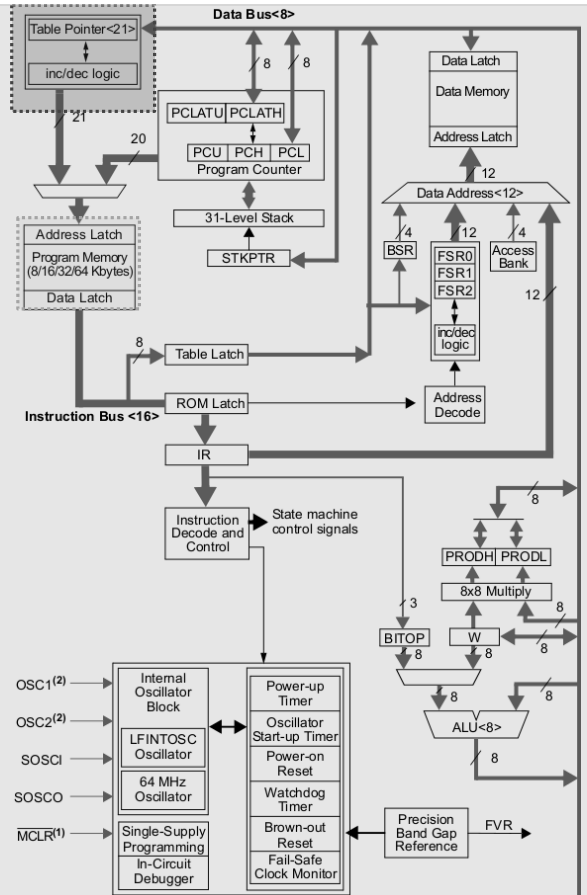 Data Bus<8>
Table Pointer<21>
inc/dec logic
21
20
8
8
8
PCLATU
PCLATH
PCU
PCH
PCL
Program Counter
31-Level Stack
STKPTR
Data Latch
Data Memory
Address Latch
12
Data Address<12>
4
12
4
BSR
FSR0
FSR1
FSR2
inc/dec
logic
Access
Bank
12
Address
Decode
Address Latch
Program Memory
(8/16/32/64 Kbytes)
Data Latch
8
Table Latch
Instruction Bus <16>
ROM Latch
IR
Instruction
Decode and
Control
State machine
control signals
8
PRODH
PRODL
8x8 Multiply
3
8
BITOP
W
8
8
8
8
8
ALU<8>
8
OSC1(2)
OSC2(2)
SOSCI
SOSCO
MCLR(1)
Internal
Oscillator
Block
LFINTOSC
Oscillator
64 MHz
Oscillator
Single-Supply
Programming
In-Circuit
Debugger
Power-up
Timer
Oscillator
Start-up Timer
Power-on
Reset
Watchdog
Timer
Brown-out
Reset
Fail-Safe
Clock Monitor
Precision
Band Gap
Reference
FVR